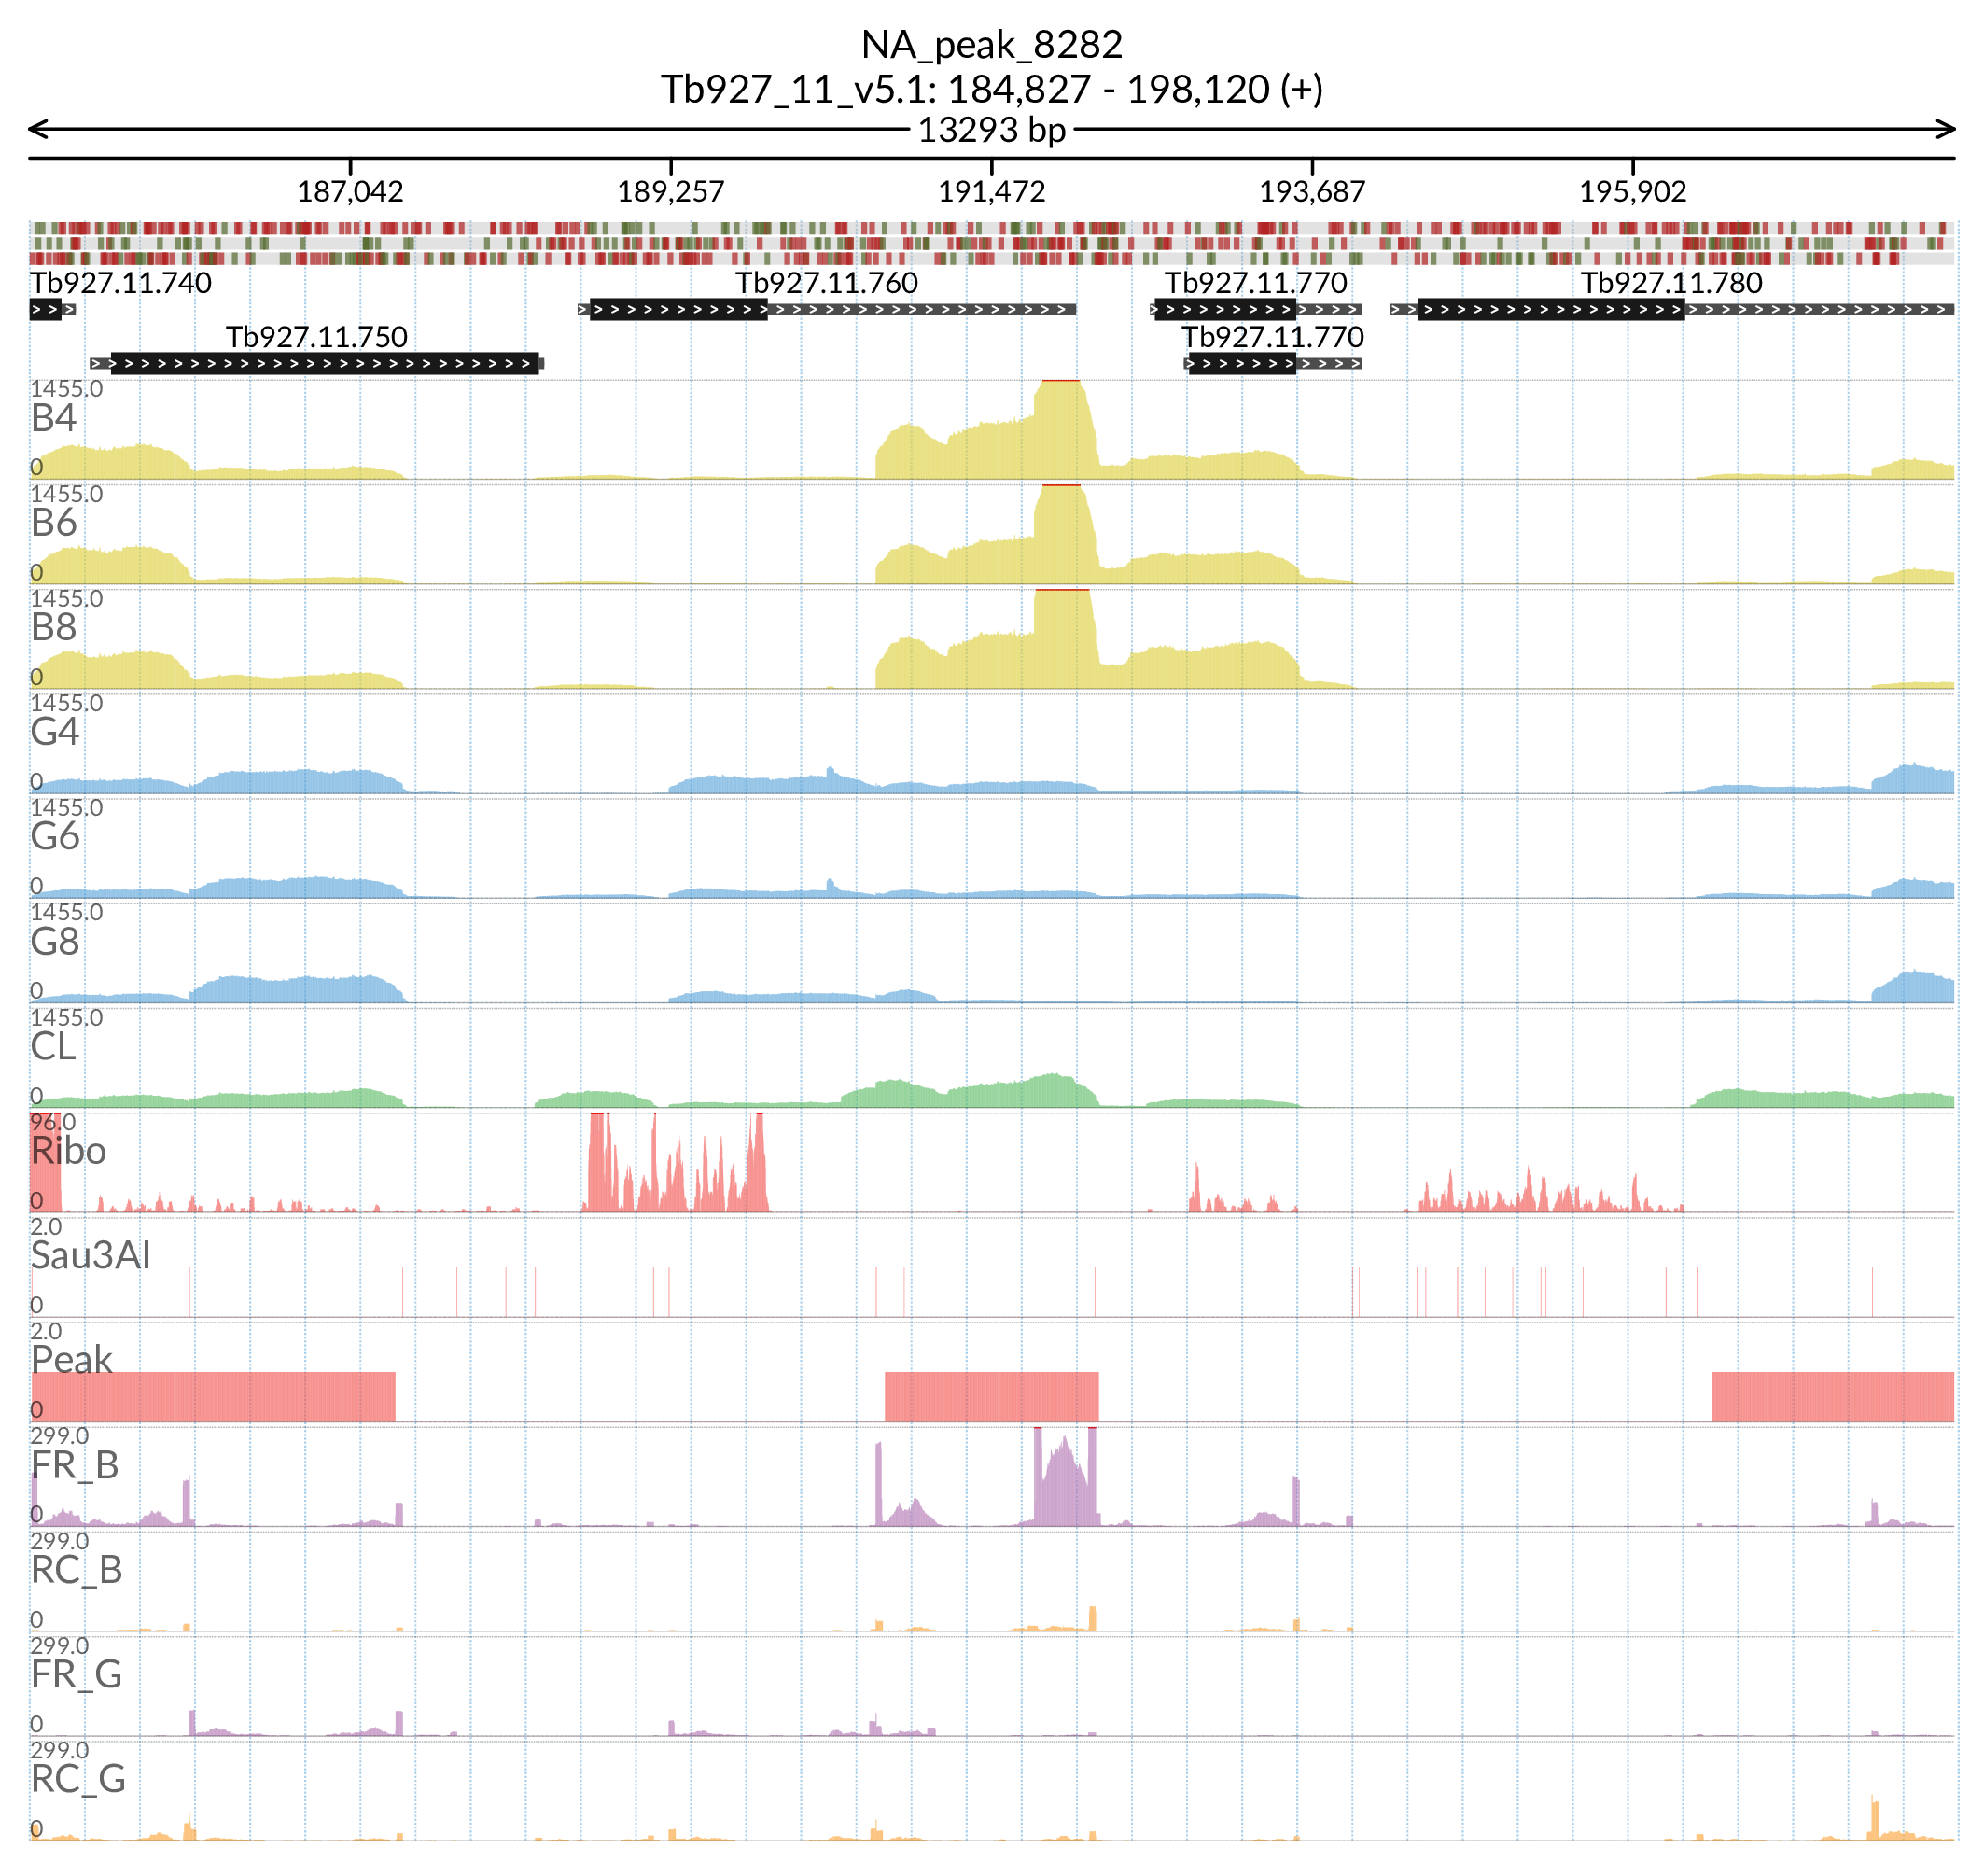 NA_peak_8282
Tb927_11_v5.1: 184,827 - 198,120 (+)
13293 bp
187,042 189,257 191,472 193,687 195,902
Tb927.11.740 Tb927.11.760 Tb927.11.770 Tb927.11.780
Tb927.11.750 Tb927.11.770
1455.0
B4
0
1455.0
B6
0
1455.0
B8
0
1455.0
G4
0
1455.0
G6
0
1455.0
G8
0
1455.0
CL
0
96.0
Ribo
0
2.0
Sau3AI
0
2.0
Peak
0
299.0
FR_B
0
299.0
RC_B
0
299.0
FR_G
0
299.0
RC_G
0